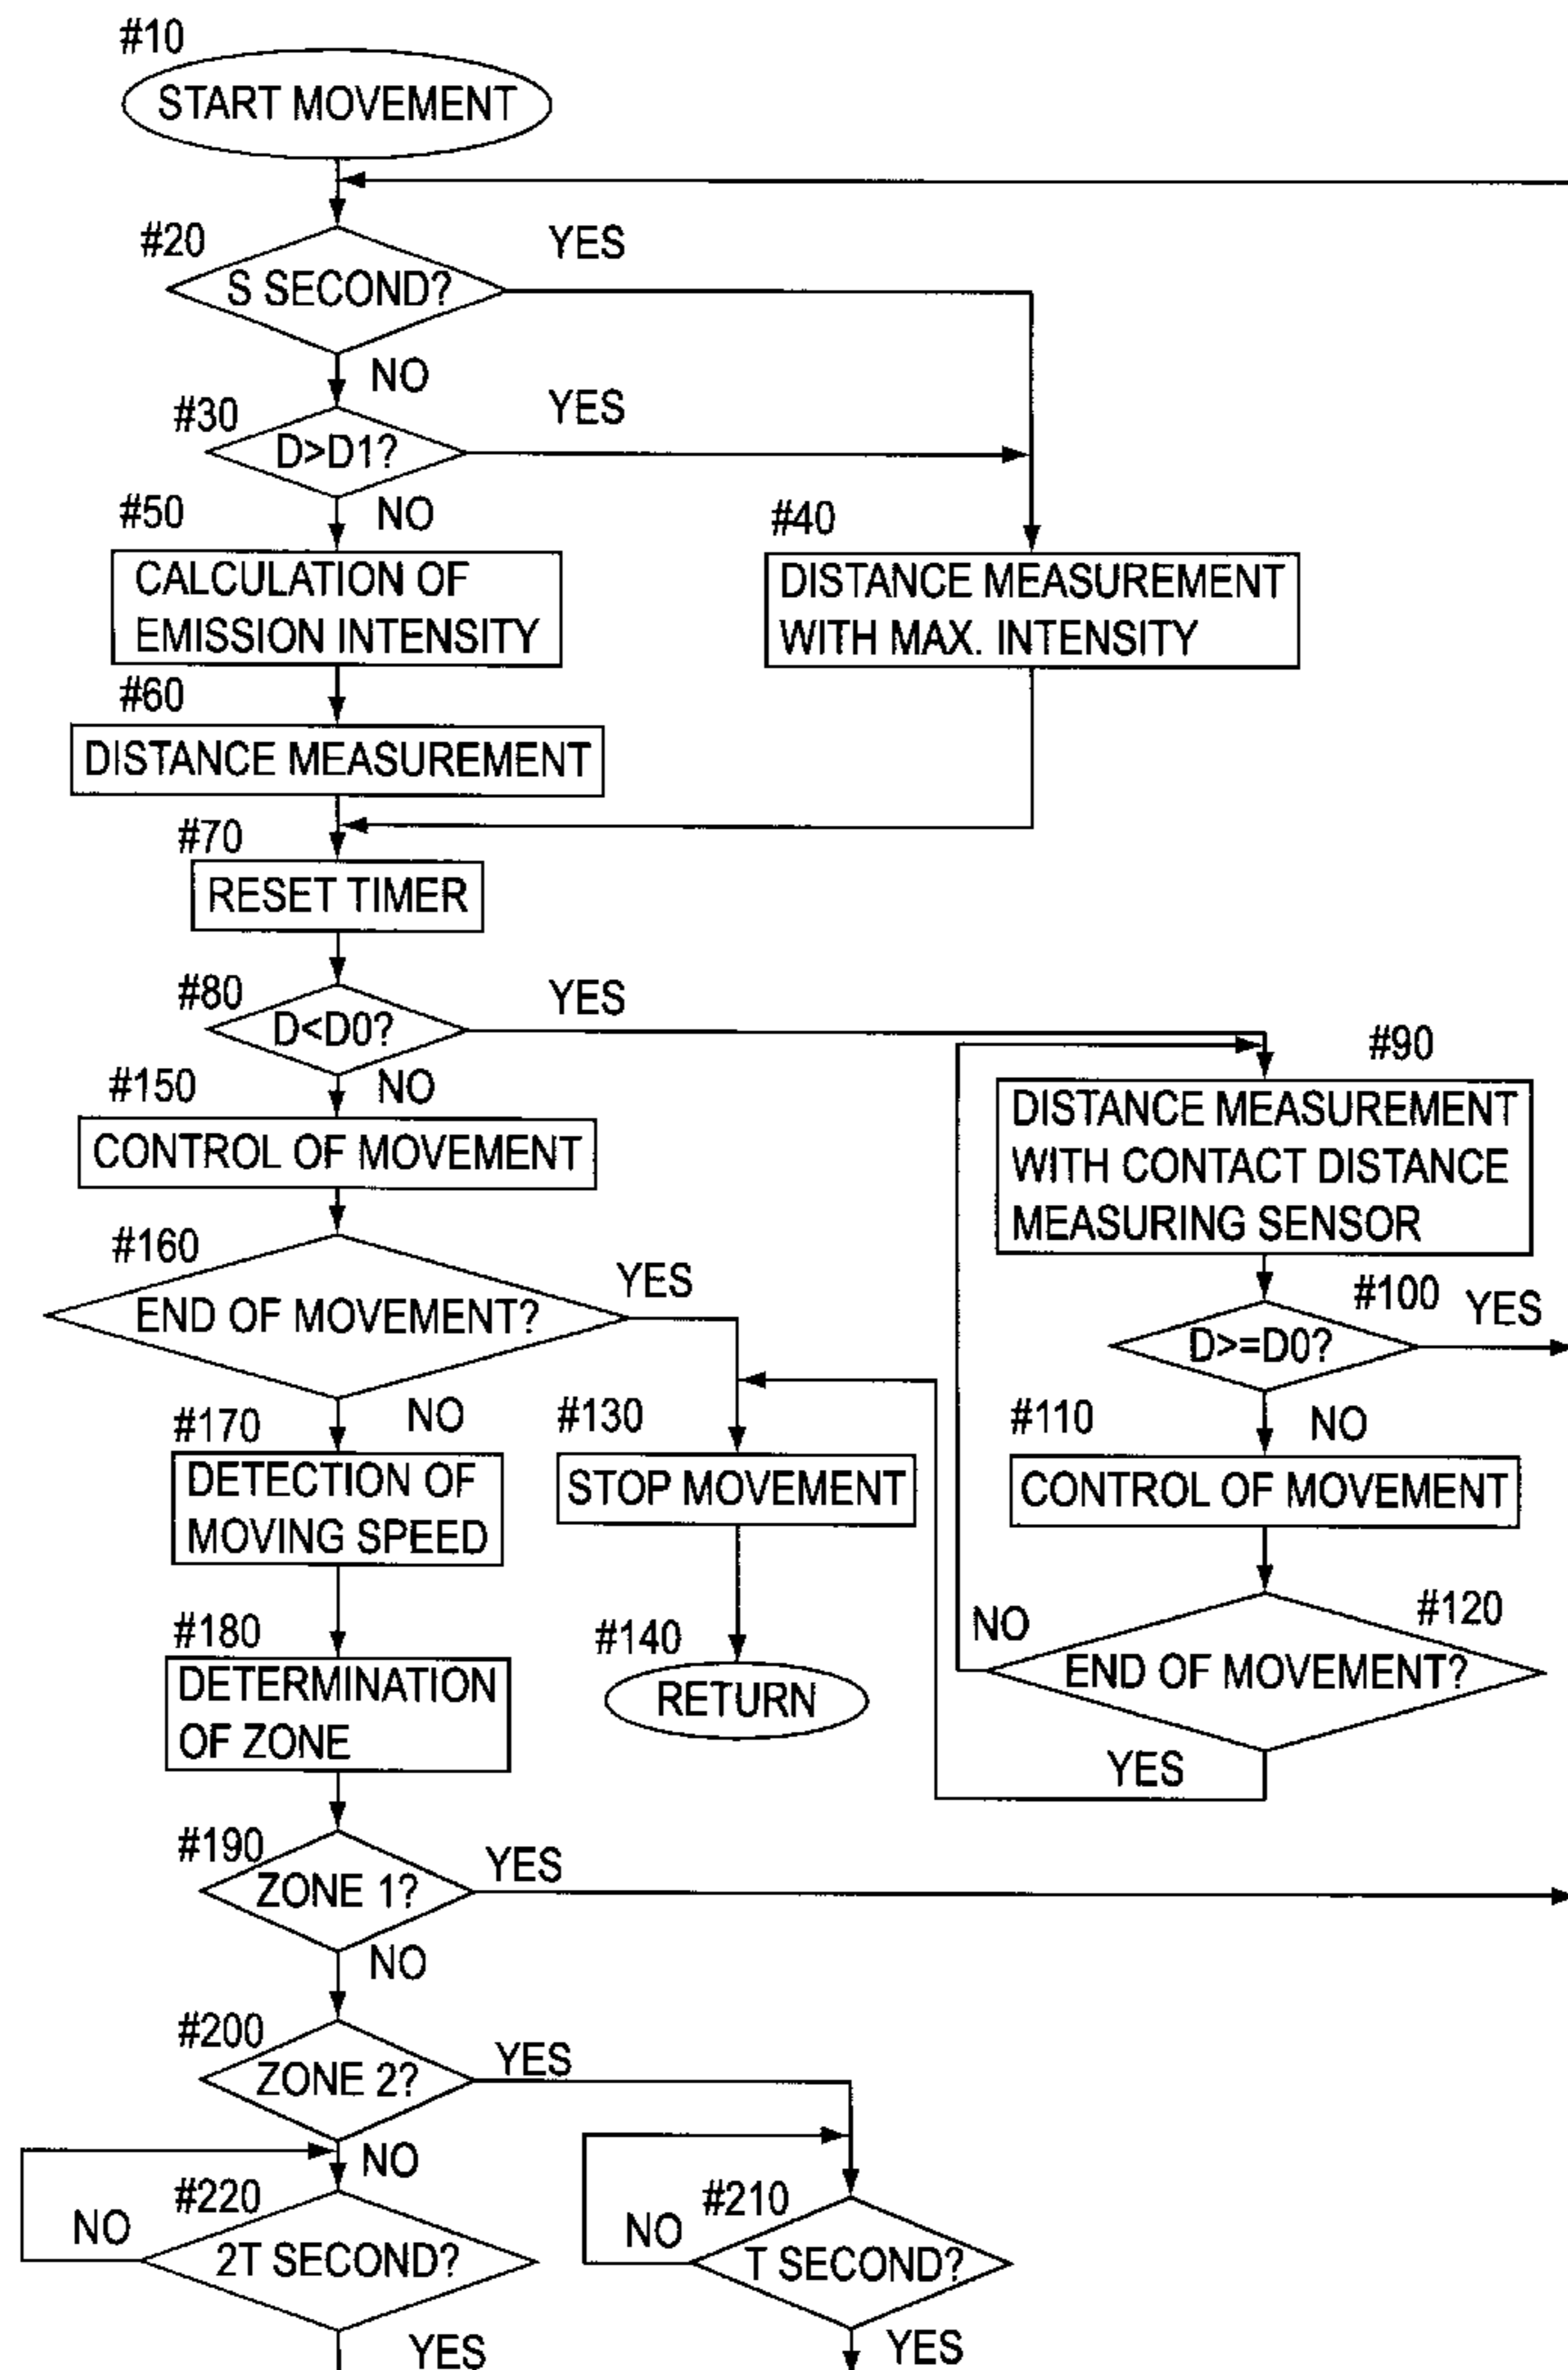 #10
START MOVEMENT
#20
S SECOND?
YES
NO
#30
D>D1?
YES
NO
#50
CALCULATION OF
EMISSION INTENSITY
#40
DISTANCE MEASUREMENT
WITH MAX. INTENSITY
#60
DISTANCE MEASUREMENT
#70
RESET TIMER
#80
D<D0?
YES
NO
#90
DISTANCE MEASUREMENT
WITH CONTACT DISTANCE
MEASURING SENSOR
#150
CONTROL OF MOVEMENT
#160
END OF MOVEMENT?
YES
NO
#100
D>=D0?
YES
NO
#110
CONTROL OF MOVEMENT
#120
END OF MOVEMENT?
NO
YES
#130
STOP MOVEMENT
#140
RETURN
#170
DETECTION OF
MOVING SPEED
#180
DETERMINATION
OF ZONE
#190
ZONE 1?
YES
NO
#200
ZONE 2?
YES
NO
#220
2T SECOND?
NO
YES
#210
T SECOND?
NO
YES